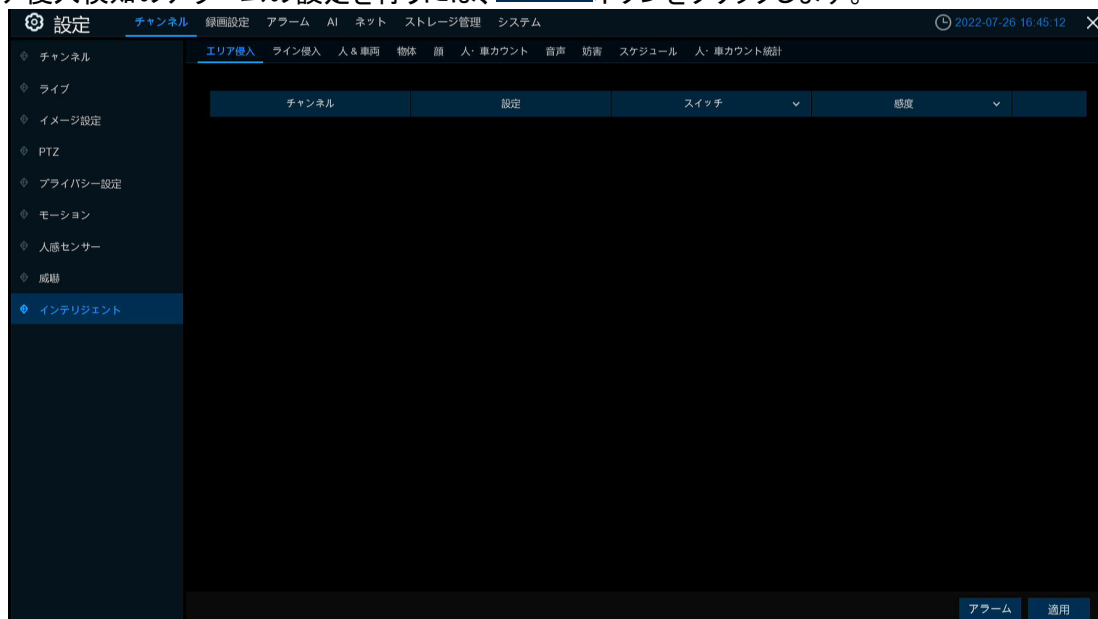 設定 チャンネル 録画設定 アラーム AI ネット ストレージ管理 システム 2022-07-26 16:45:12
チャンネル
ライブ
イメージ設定
PTZ
プライバシー設定
モーション
人感センサー
威嚇
インテリジェント
エリア侵入 ライン侵入 人&車両 物体 顔 人・車カウント 音声 妨害 スケジュール 人・車カウント統計
チャンネル 設定 スイッチ 感度
アラーム 適用